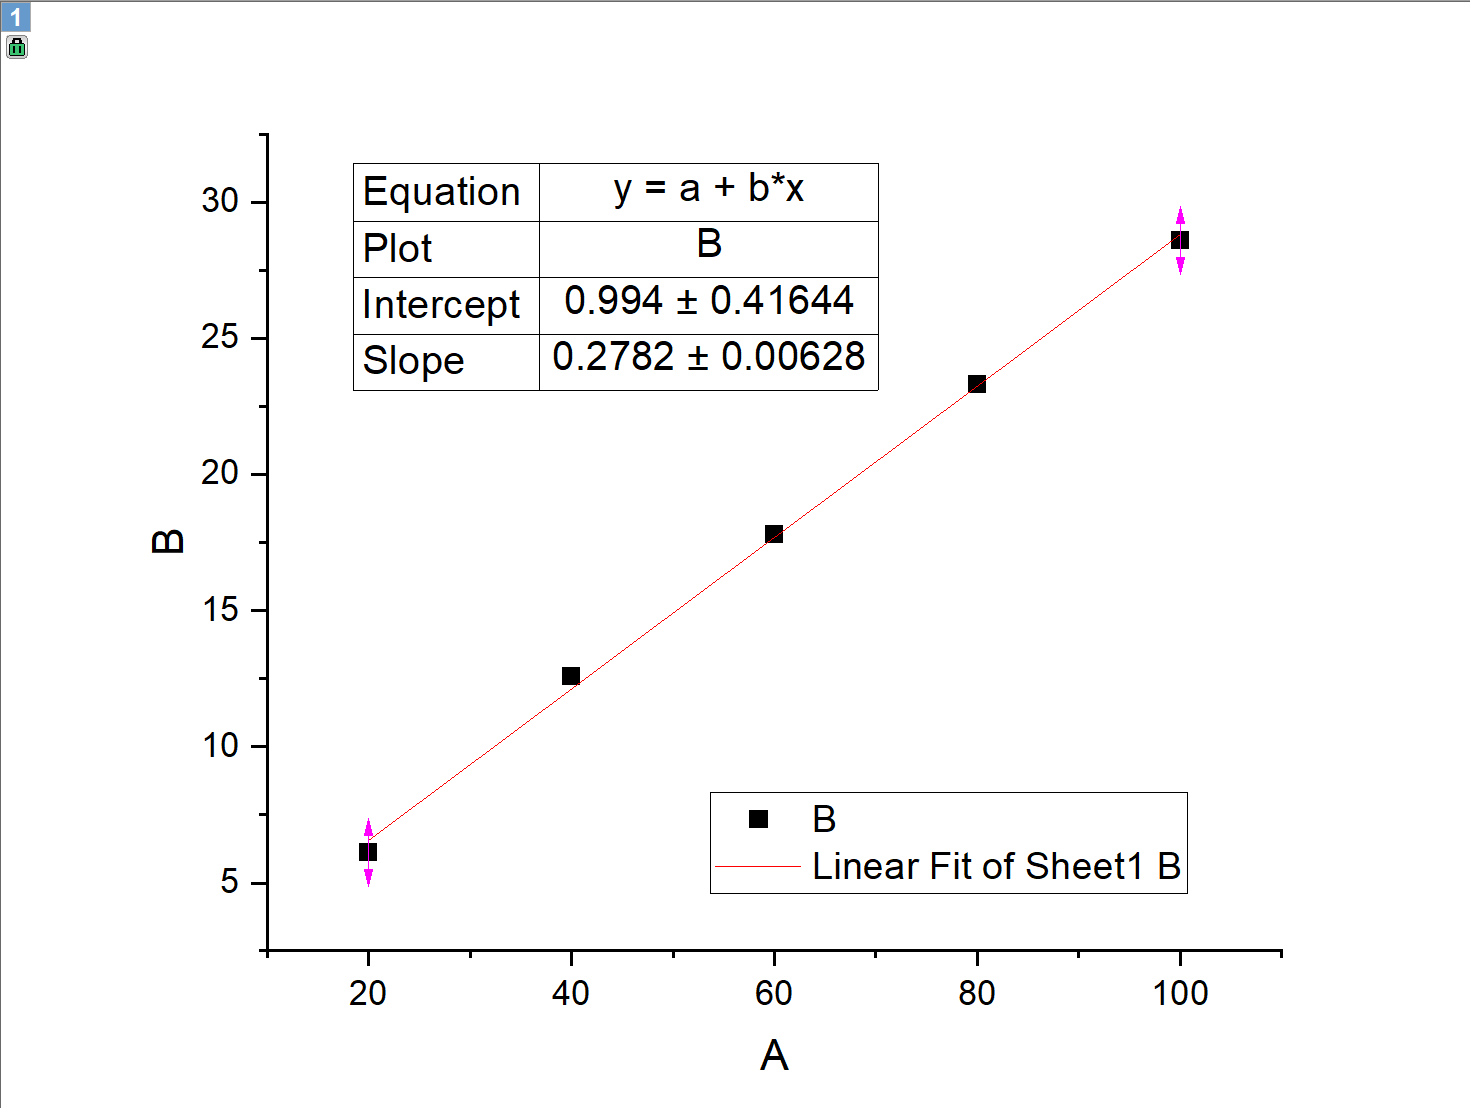 1
Equation y = a + b*x
Plot B
Intercept 0.994 ± 0.41644
Slope 0.2782 ± 0.00628
30
25
20
15
10
5
B
B
Linear Fit of Sheet1 B
20 40 60 80 100
A